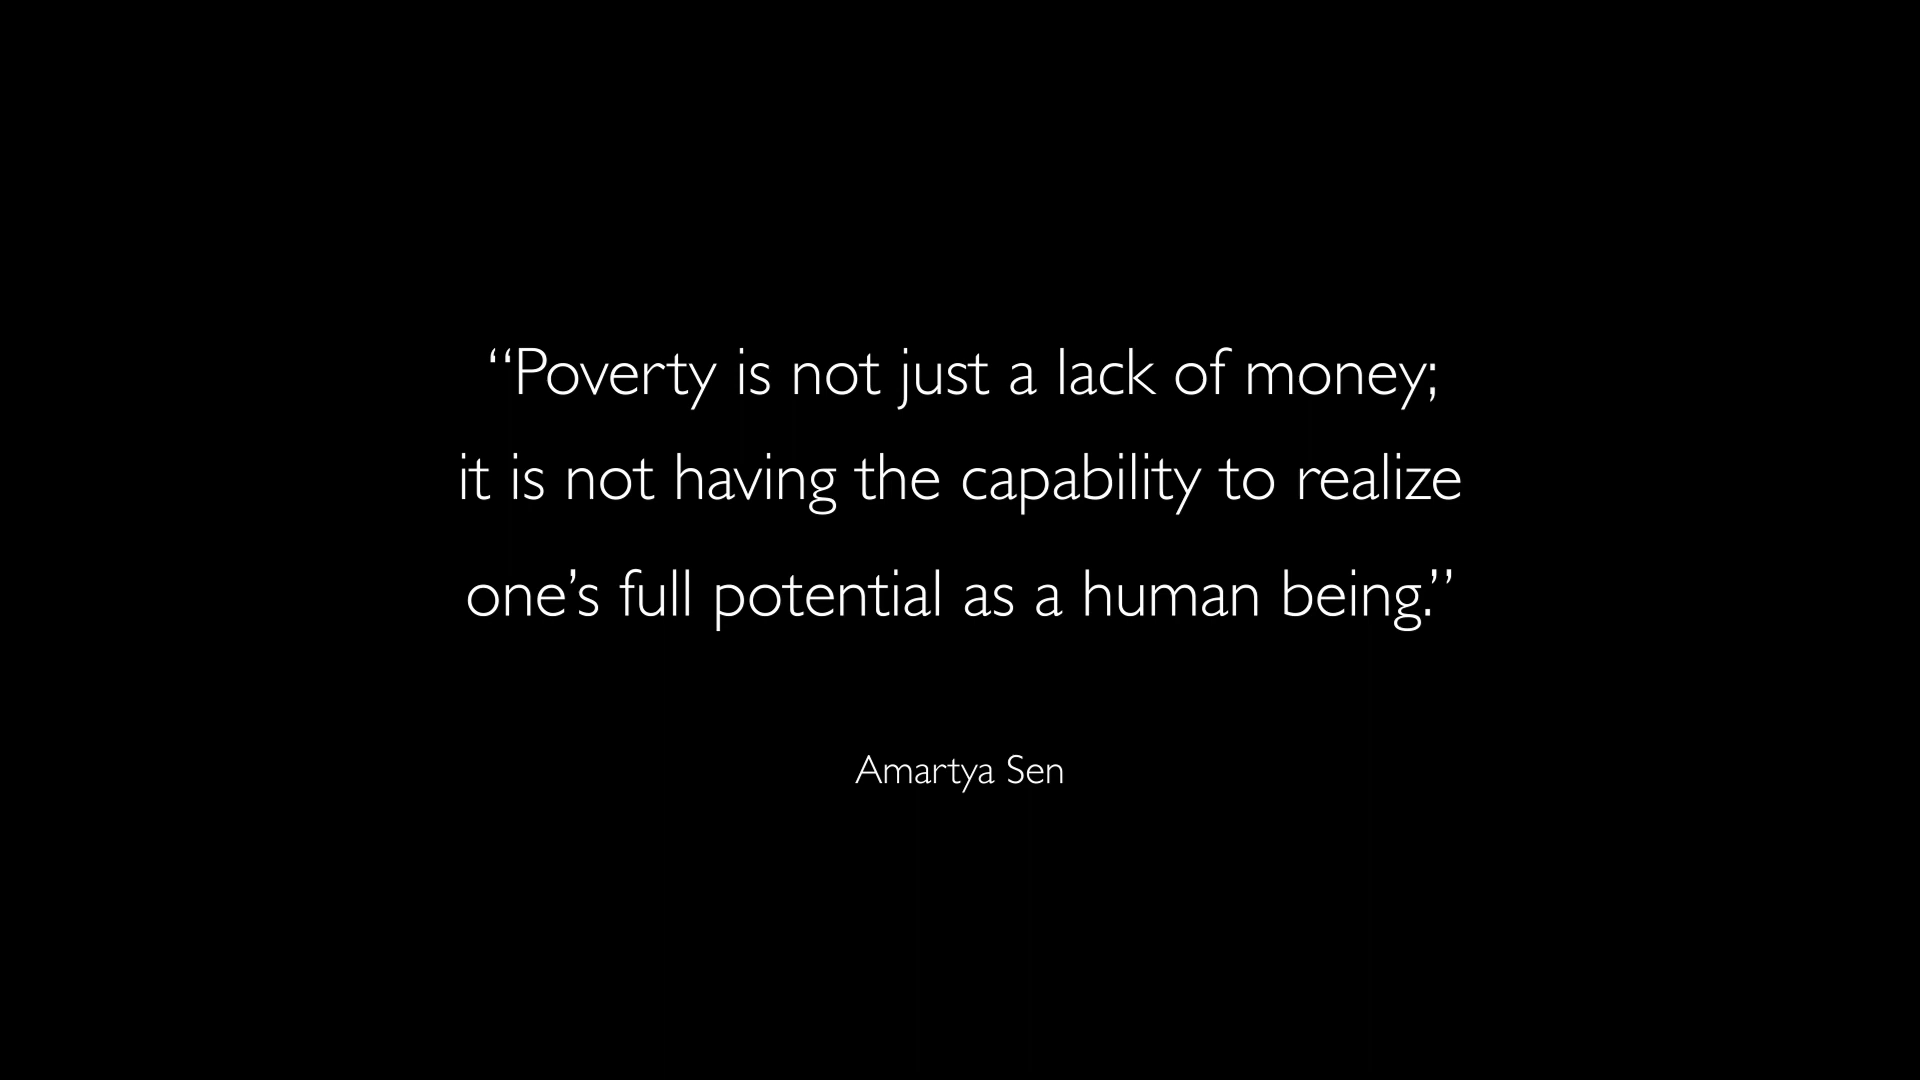 “Poverty is not just a lack of money;
it is not having the capability to realize
one’s full potential as a human being.”
Amartya Sen